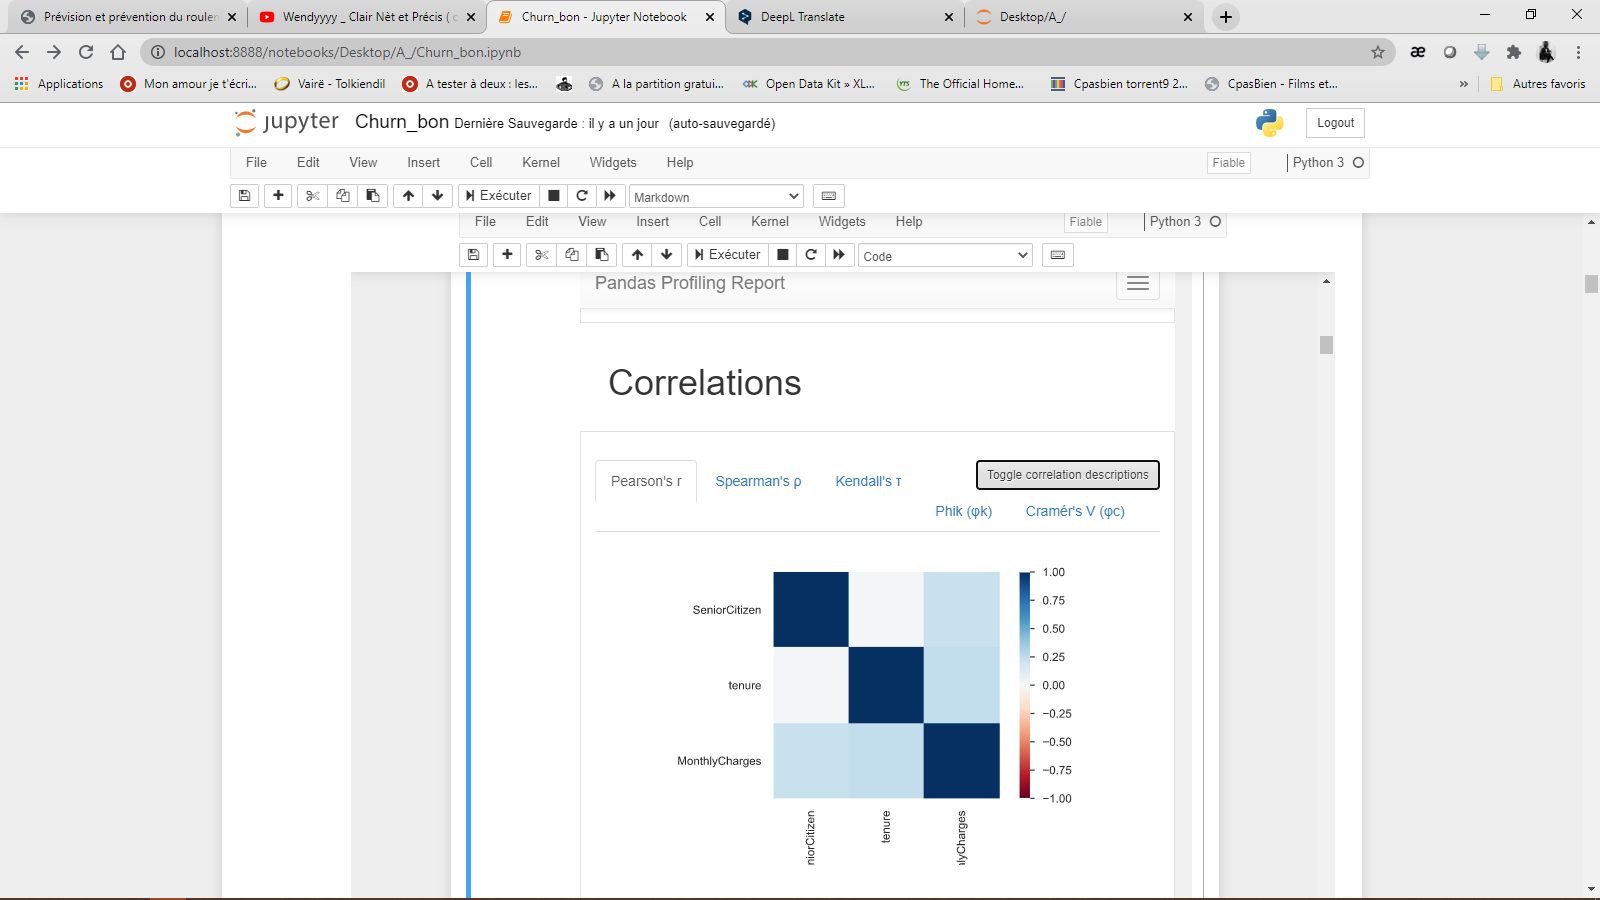 Prévision et prévention du rouler
Wendyyyy _ Clair Nèt et Précis ( c
Churn_bon - Jupyter Notebook
DeepL Translate
Desktop/A_/
localhost:8888/notebooks/Desktop/A_/Churn_bon.ipynb
Applications
Mon amour je t'écri...
Vairë - Tolkiendil
A tester à deux : les...
A la partition gratui...
Open Data Kit » XL...
The Official Home...
Cpasbien torrent9 2...
CpasBien - Films et...
»
Autres favoris
jupyter
Churn_bon Dernière Sauvegarde : il y a un jour (auto-sauvegardé)
Logout
File Edit View Insert Cell Kernel Widgets Help
Fiable
Python 3
Exécuter
Markdown
File Edit View Insert Cell Kernel Widgets Help
Fiable
Python 3
Exécuter
Code
Pandas Profiling Report
Correlations
Pearson's r
Spearman's ρ
Kendall's τ
Toggle correlation descriptions
Phik (φk)
Cramér's V (φc)
SeniorCitizen
tenure
MonthlyCharges
niorCitizen
tenure
ılyCharges
1.00
0.75
0.50
0.25
0.00
−0.25
−0.50
−0.75
−1.00